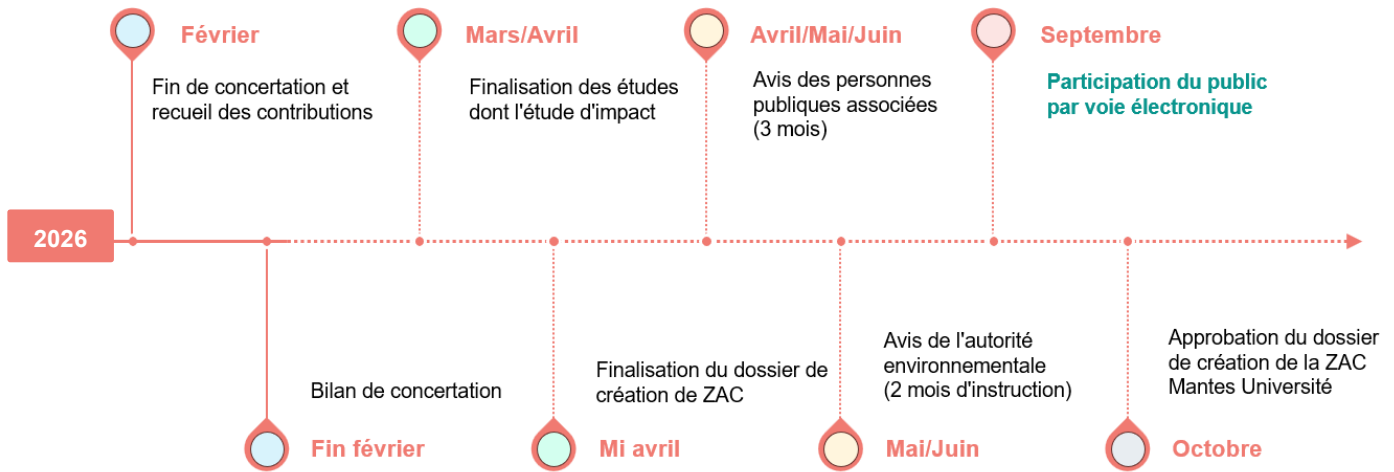 2026
Février
Fin de concertation et
recueil des contributions
Bilan de concertation
Fin février
Mars/Avril
Finalisation des études
dont l'étude d'impact
Finalisation du dossier de
création de ZAC
Mi avril
Avril/Mai/Juin
Avis des personnes
publiques associées
(3 mois)
Avis de l'autorité
environnementale
(2 mois d'instruction)
Mai/Juin
Septembre
Participation du public
par voie électronique
Approbation du dossier
de création de la ZAC
Mantes Université
Octobre